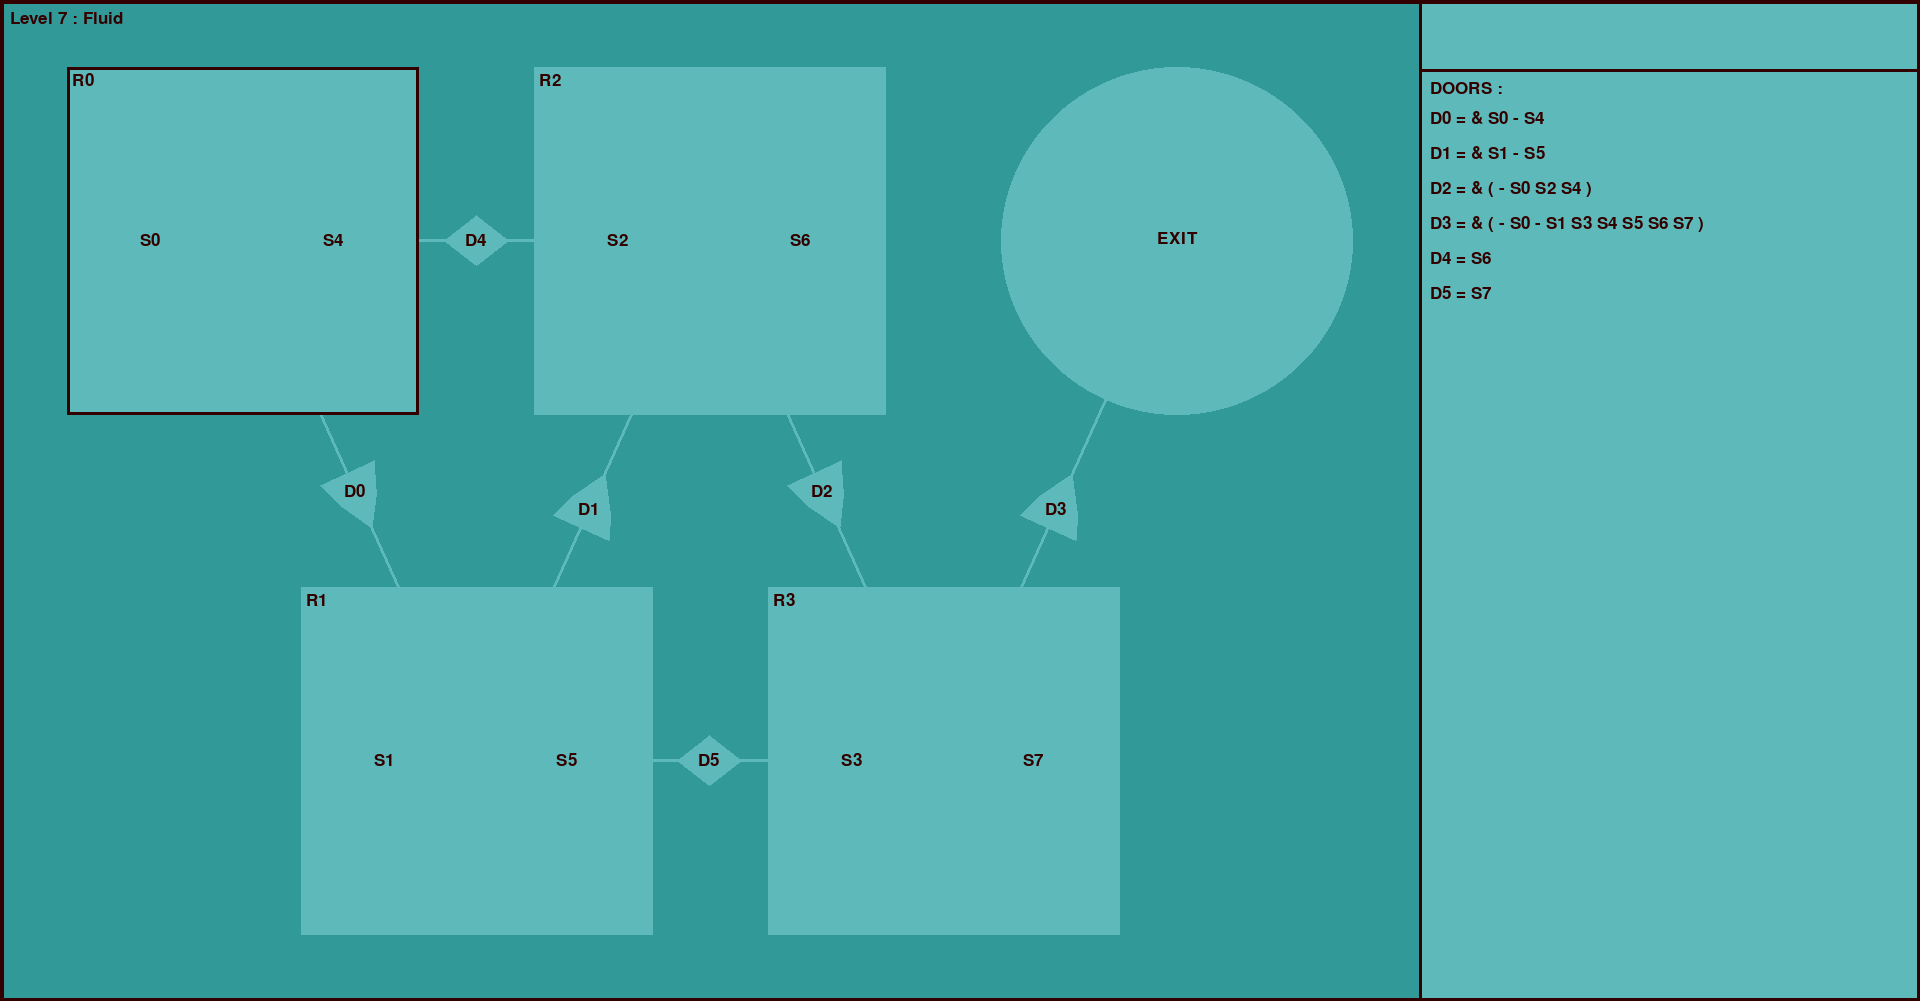 Level 7 : Fluid
R0
R2
S0
S4
D4
S2
S6
EXIT
D0
D1
D2
D3
R1
R3
S1
S5
D5
S3
S7
DOORS :
D0 = & S0 - S4
D1 = & S1 - S5
D2 = & ( - S0 S2 S4 )
D3 = & ( - S0 - S1 S3 S4 S5 S6 S7 )
D4 = S6
D5 = S7